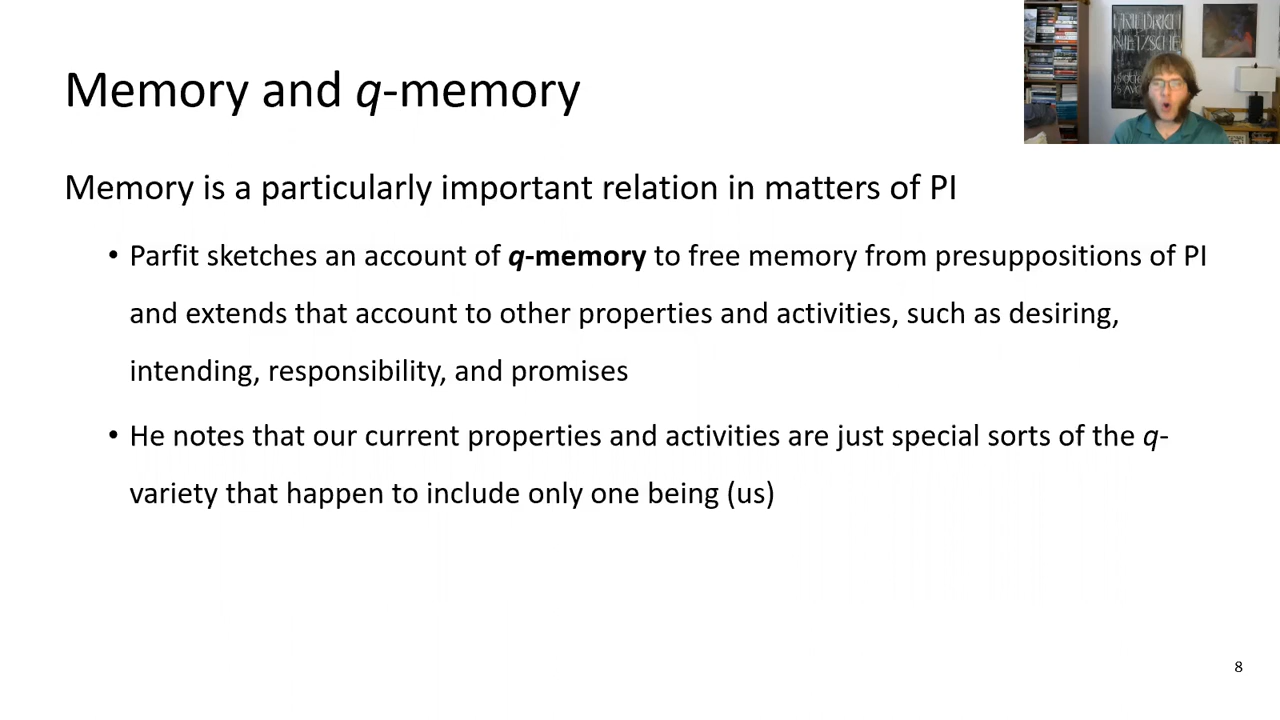 Memory and q-memory
Memory is a particularly important relation in matters of PI
• Parfit sketches an account of q-memory to free memory from presuppositions of PI
and extends that account to other properties and activities, such as desiring,
intending, responsibility, and promises
• He notes that our current properties and activities are just special sorts of the q-
variety that happen to include only one being (us)
8
NIETZSCHE